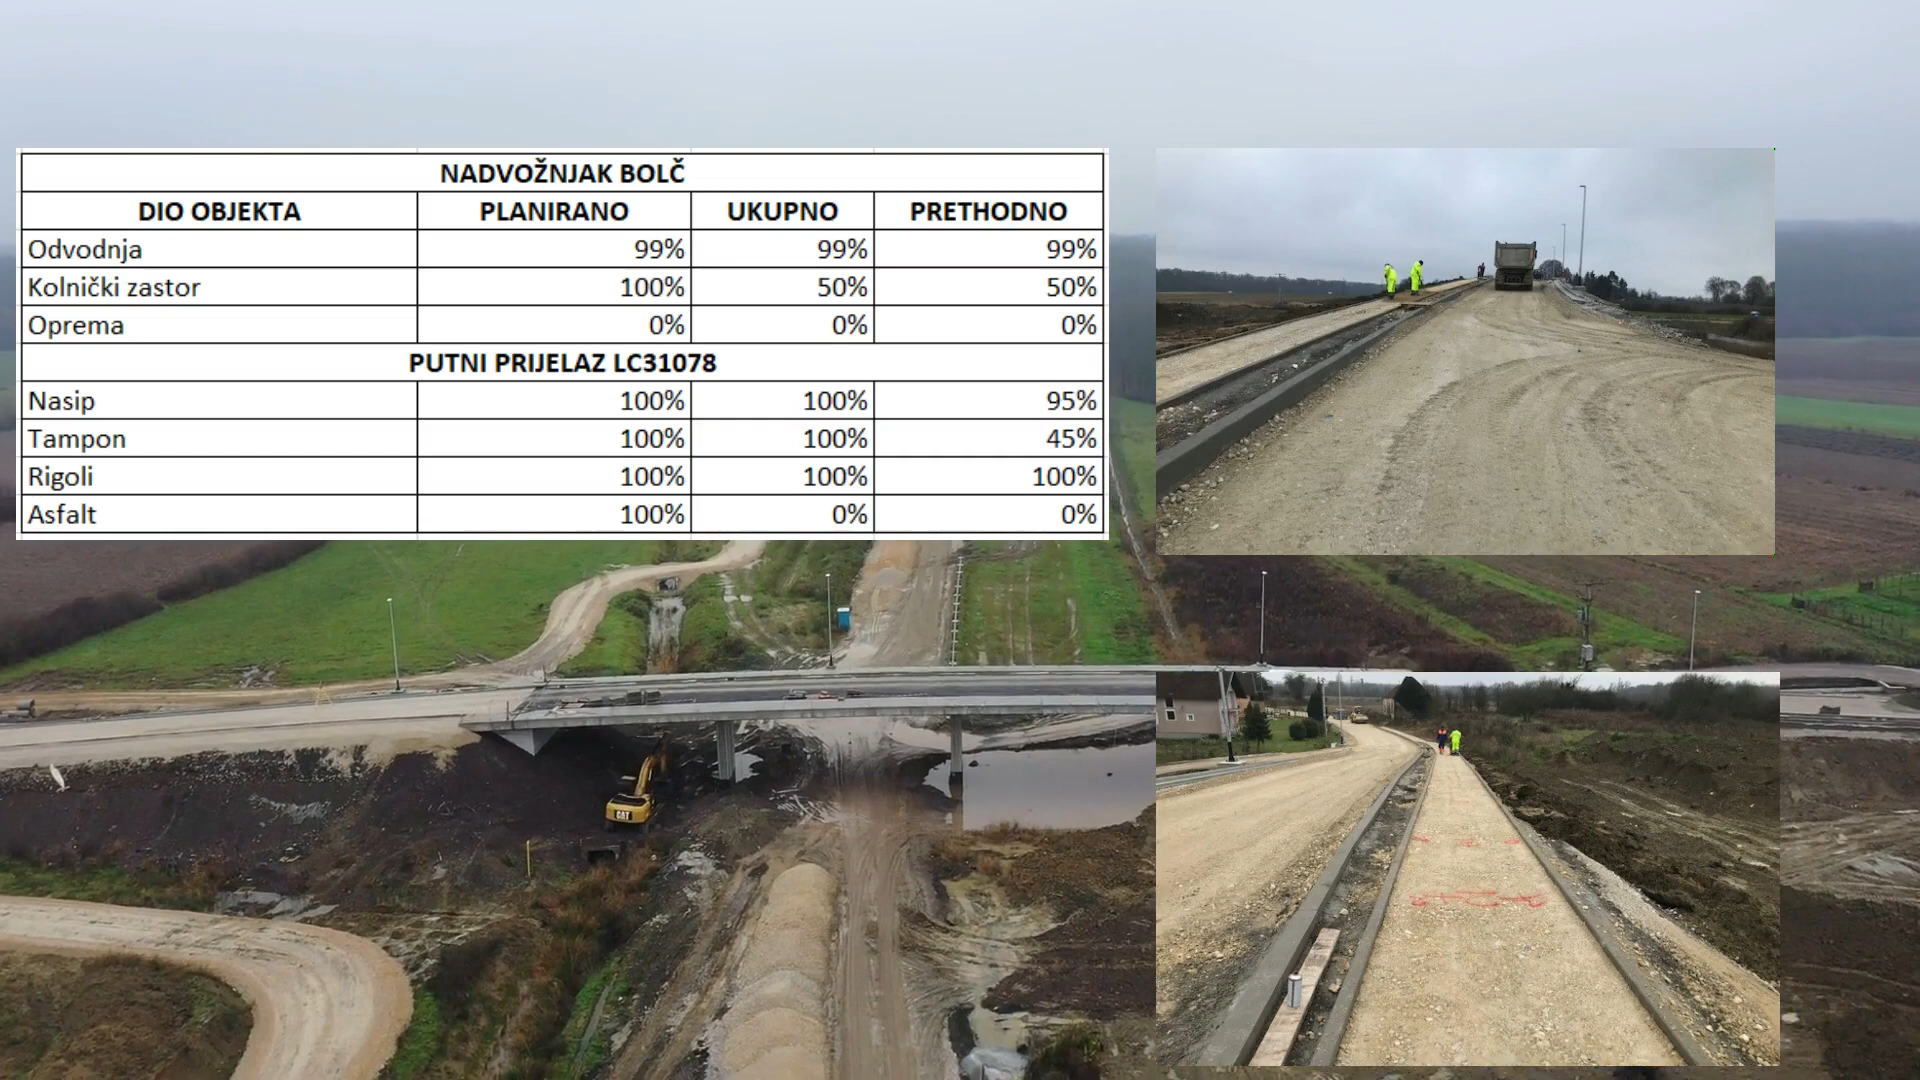 NADVOŽNJAK BOLČ
DIO OBJEKTA PLANIRANO UKUPNO PRETHODNO
Odvodnja 99% 99% 99%
Kolnički zastor 100% 50% 50%
Oprema 0% 0% 0%
PUTNI PRIJELAZ LC31078
Nasip 100% 100% 95%
Tampon 100% 100% 45%
Rigoli 100% 100% 100%
Asfalt 100% 0% 0%
CAT